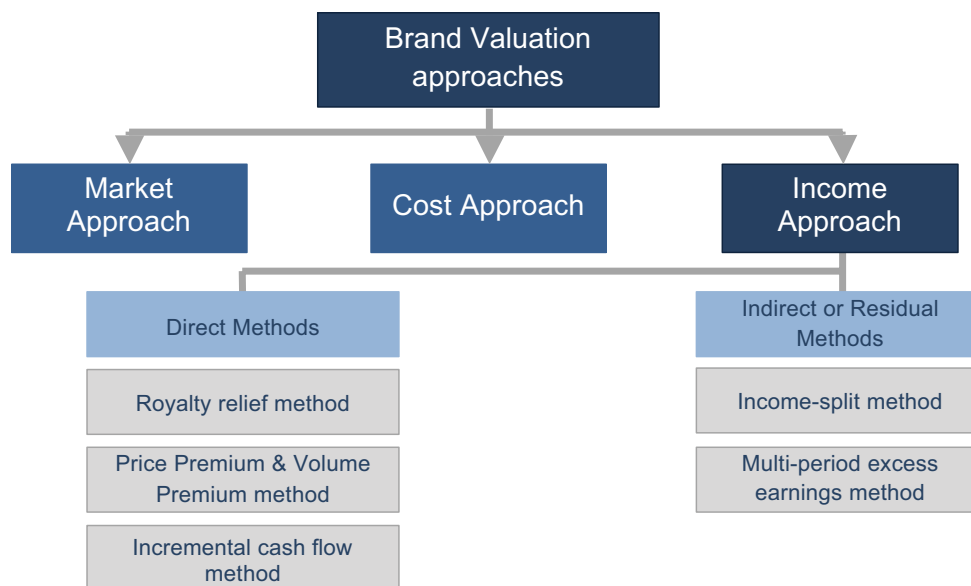 Brand Valuation
approaches
Market
Approach
Cost Approach
Income
Approach
Direct Methods
Indirect or Residual
Methods
Royalty relief method
Income-split method
Price Premium & Volume
Premium method
Multi-period excess
earnings method
Incremental cash flow
method